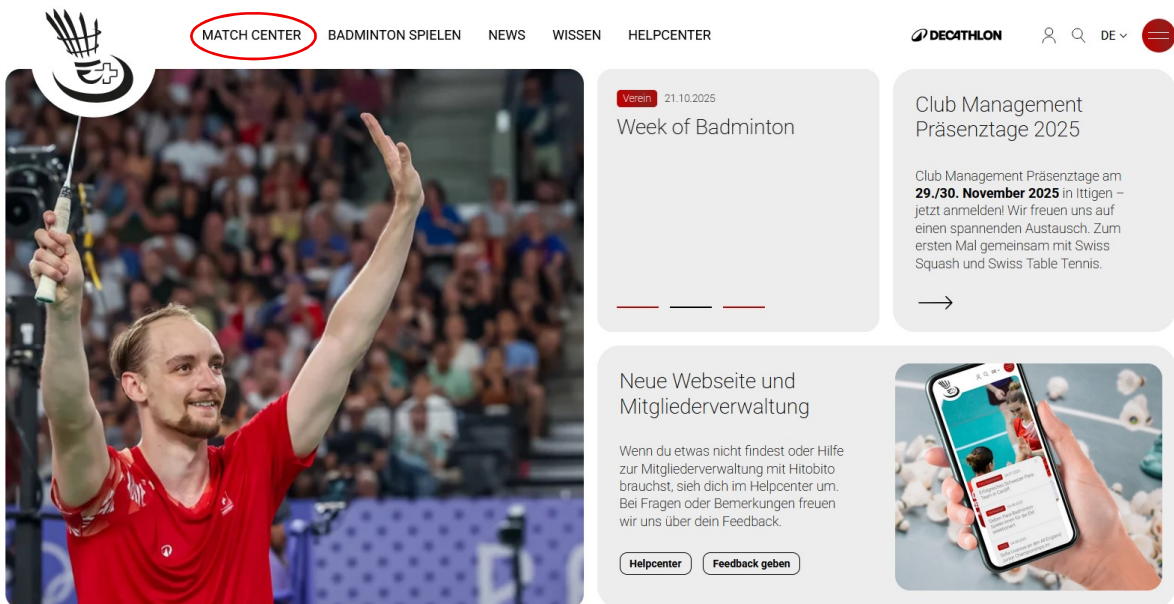 MATCH CENTER BADMINTON SPIELEN NEWS WISSEN HELPCENTER DECATHLON DE
Verein 21.10.2025
Week of Badminton
Club Management
Präsenztage 2025
Club Management Präsenztage am
29./30. November 2025 in Ittigen –
jetzt anmelden! Wir freuen uns auf
einen spannenden Austausch. Zum
ersten Mal gemeinsam mit Swiss
Squash und Swiss Table Tennis.
Neue Webseite und
Mitgliederverwaltung
Wenn du etwas nicht findest oder Hilfe
zur Mitgliederverwaltung mit Hitobito
brauchst, sieh dich im Helpcenter um.
Bei Fragen oder Bemerkungen freuen
wir uns über dein Feedback.
Helpcenter Feedback geben